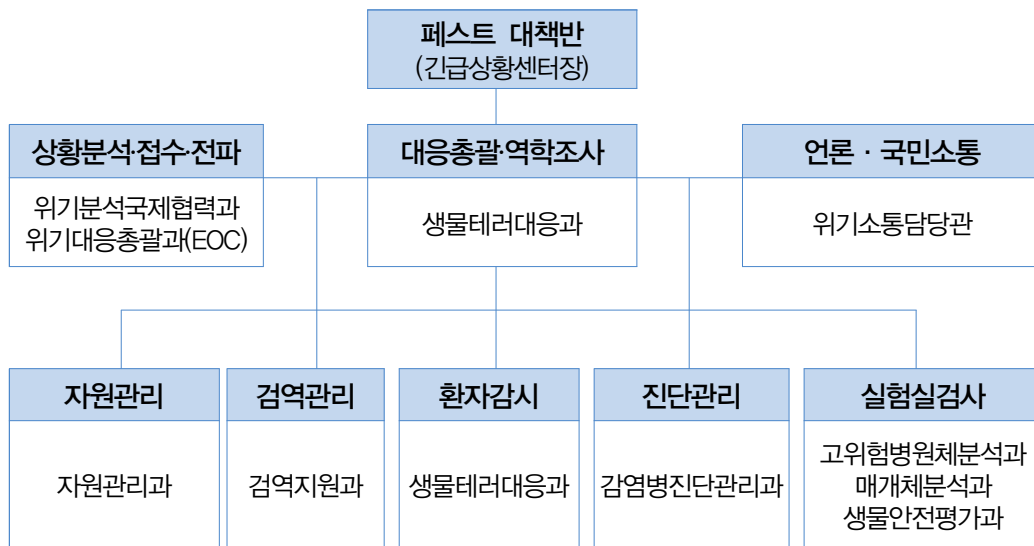 페스트 대책반
(긴급상황센터장)
상황분석·접수·전파
위기분석국제협력과
위기대응총괄과(EOC)
대응총괄·역학조사
생물테러대응과
언론 · 국민소통
위기소통담당관
자원관리
자원관리과
검역관리
검역지원과
환자감시
생물테러대응과
진단관리
감염병진단관리과
실험실검사
고위험병원체분석과
매개체분석과
생물안전평가과